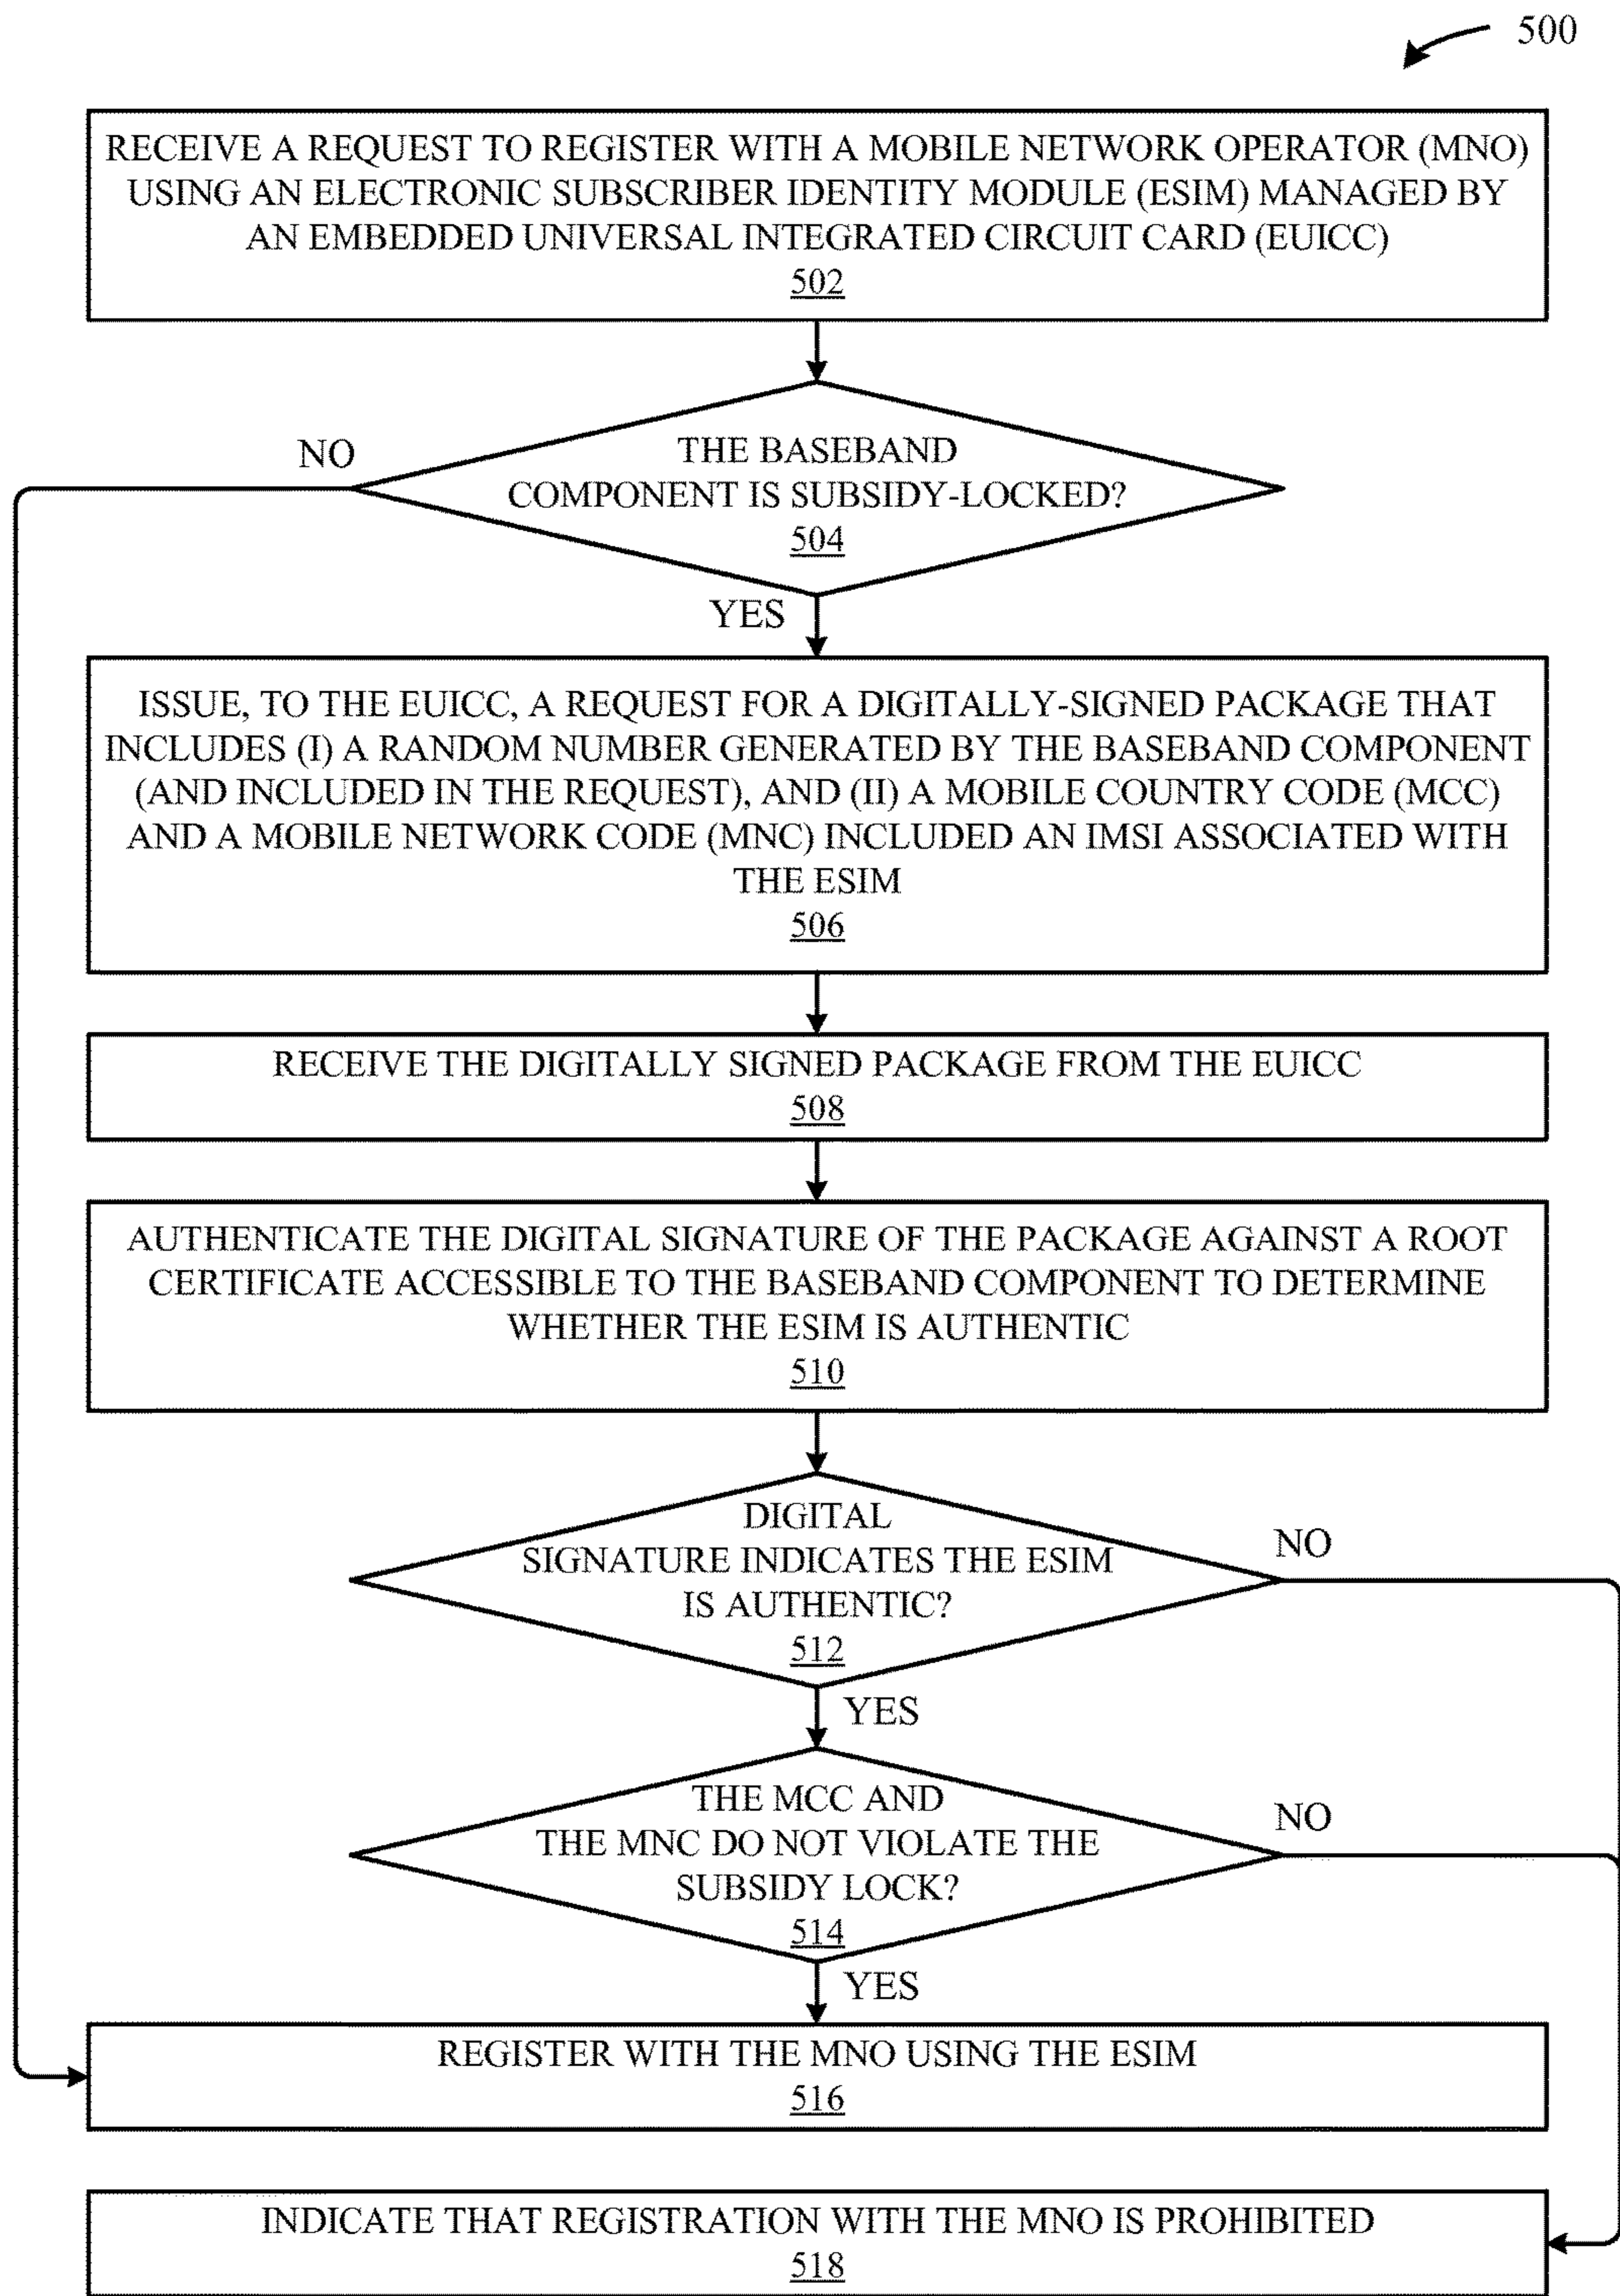 500
RECEIVE A REQUEST TO REGISTER WITH A MOBILE NETWORK OPERATOR (MNO)
USING AN ELECTRONIC SUBSCRIBER IDENTITY MODULE (ESIM) MANAGED BY
AN EMBEDDED UNIVERSAL INTEGRATED CIRCUIT CARD (EUICC)
502
NO
THE BASEBAND
COMPONENT IS SUBSIDY-LOCKED?
504
YES
ISSUE, TO THE EUICC, A REQUEST FOR A DIGITALLY-SIGNED PACKAGE THAT
INCLUDES (I) A RANDOM NUMBER GENERATED BY THE BASEBAND COMPONENT
(AND INCLUDED IN THE REQUEST), AND (II) A MOBILE COUNTRY CODE (MCC)
AND A MOBILE NETWORK CODE (MNC) INCLUDED AN IMSI ASSOCIATED WITH
THE ESIM
506
RECEIVE THE DIGITALLY SIGNED PACKAGE FROM THE EUICC
508
AUTHENTICATE THE DIGITAL SIGNATURE OF THE PACKAGE AGAINST A ROOT
CERTIFICATE ACCESSIBLE TO THE BASEBAND COMPONENT TO DETERMINE
WHETHER THE ESIM IS AUTHENTIC
510
DIGITAL
SIGNATURE INDICATES THE ESIM
IS AUTHENTIC?
512
NO
YES
THE MCC AND
THE MNC DO NOT VIOLATE THE
SUBSIDY LOCK?
514
NO
YES
REGISTER WITH THE MNO USING THE ESIM
516
INDICATE THAT REGISTRATION WITH THE MNO IS PROHIBITED
518